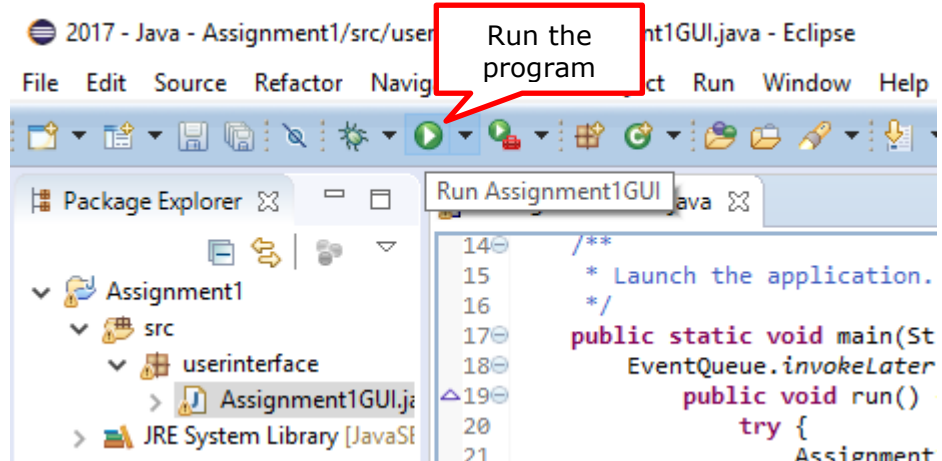 2017 - Java - Assignment1/src/user
nt1GUI.java - Eclipse
Run the
program
File Edit Source Refactor Navig
ct Run Window Help
Run Assignment1GUI
Package Explorer
java
Assignment1
src
userinterface
Assignment1GUI.ja
JRE System Library [JavaSE
14 /**
15 * Launch the application.
16 */
17 public static void main(St
18 EventQueue.invokeLater
19 public void run()
20 try {
21 Assignment